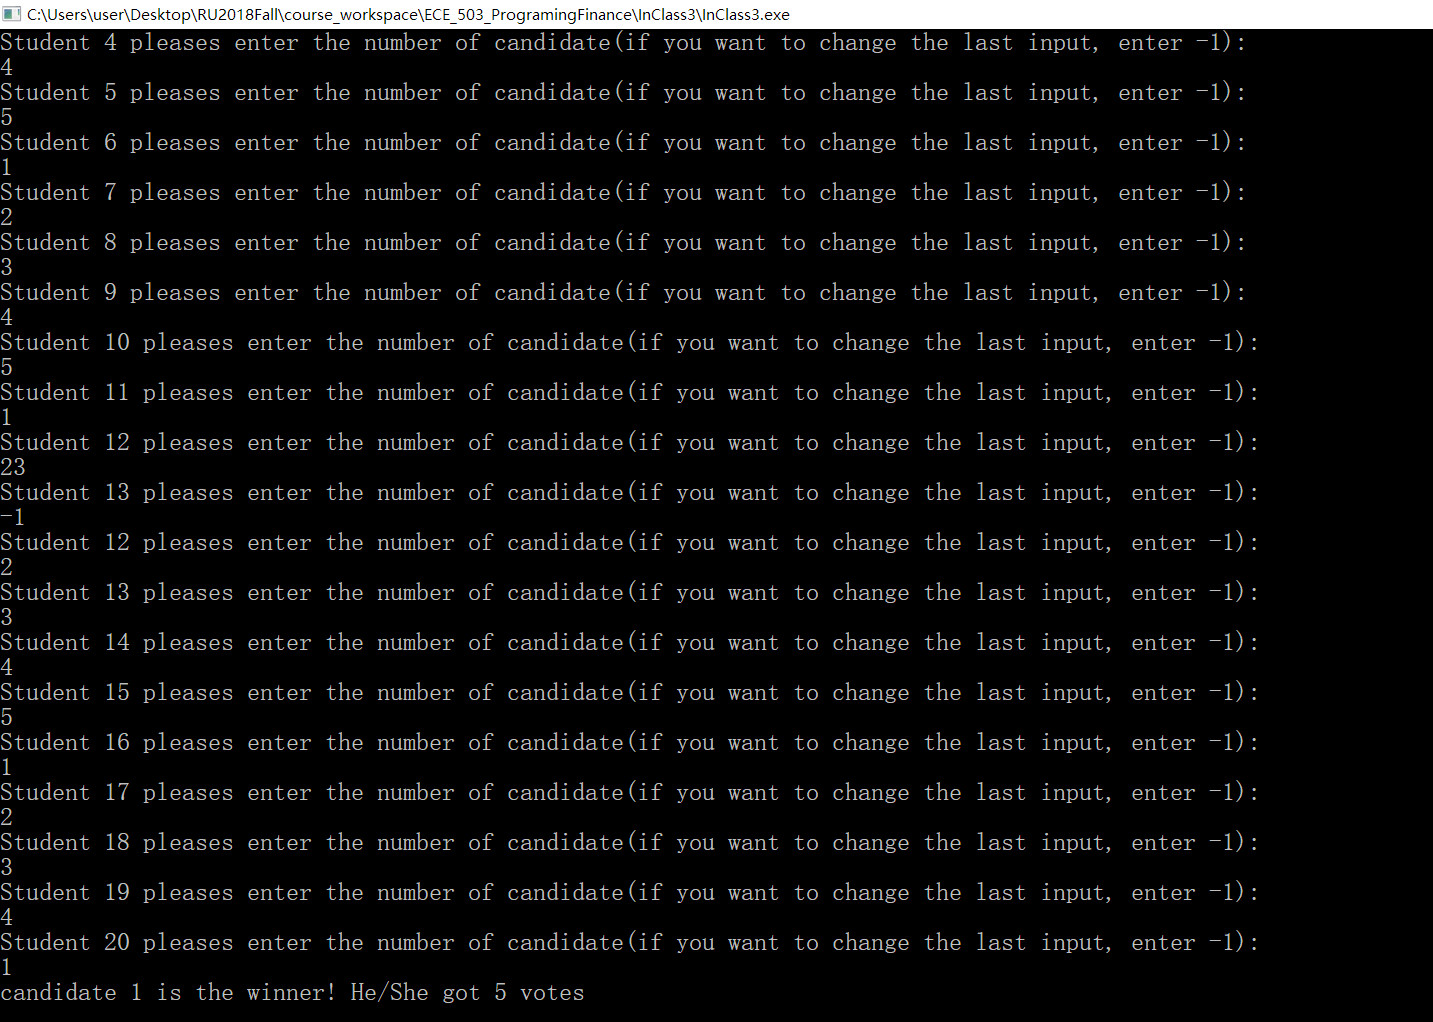 C:\Users\user\Desktop\RU2018Fall\course_workspace\ECE_503_ProgramingFinance\InClass3\InClass3.exe
Student 4 pleases enter the number of candidate(if you want to change the last input, enter -1):
4
Student 5 pleases enter the number of candidate(if you want to change the last input, enter -1):
5
Student 6 pleases enter the number of candidate(if you want to change the last input, enter -1):
1
Student 7 pleases enter the number of candidate(if you want to change the last input, enter -1):
2
Student 8 pleases enter the number of candidate(if you want to change the last input, enter -1):
3
Student 9 pleases enter the number of candidate(if you want to change the last input, enter -1):
4
Student 10 pleases enter the number of candidate(if you want to change the last input, enter -1):
5
Student 11 pleases enter the number of candidate(if you want to change the last input, enter -1):
1
Student 12 pleases enter the number of candidate(if you want to change the last input, enter -1):
23
Student 13 pleases enter the number of candidate(if you want to change the last input, enter -1):
-1
Student 12 pleases enter the number of candidate(if you want to change the last input, enter -1):
2
Student 13 pleases enter the number of candidate(if you want to change the last input, enter -1):
3
Student 14 pleases enter the number of candidate(if you want to change the last input, enter -1):
4
Student 15 pleases enter the number of candidate(if you want to change the last input, enter -1):
5
Student 16 pleases enter the number of candidate(if you want to change the last input, enter -1):
1
Student 17 pleases enter the number of candidate(if you want to change the last input, enter -1):
2
Student 18 pleases enter the number of candidate(if you want to change the last input, enter -1):
3
Student 19 pleases enter the number of candidate(if you want to change the last input, enter -1):
4
Student 20 pleases enter the number of candidate(if you want to change the last input, enter -1):
1
candidate 1 is the winner! He/She got 5 votes